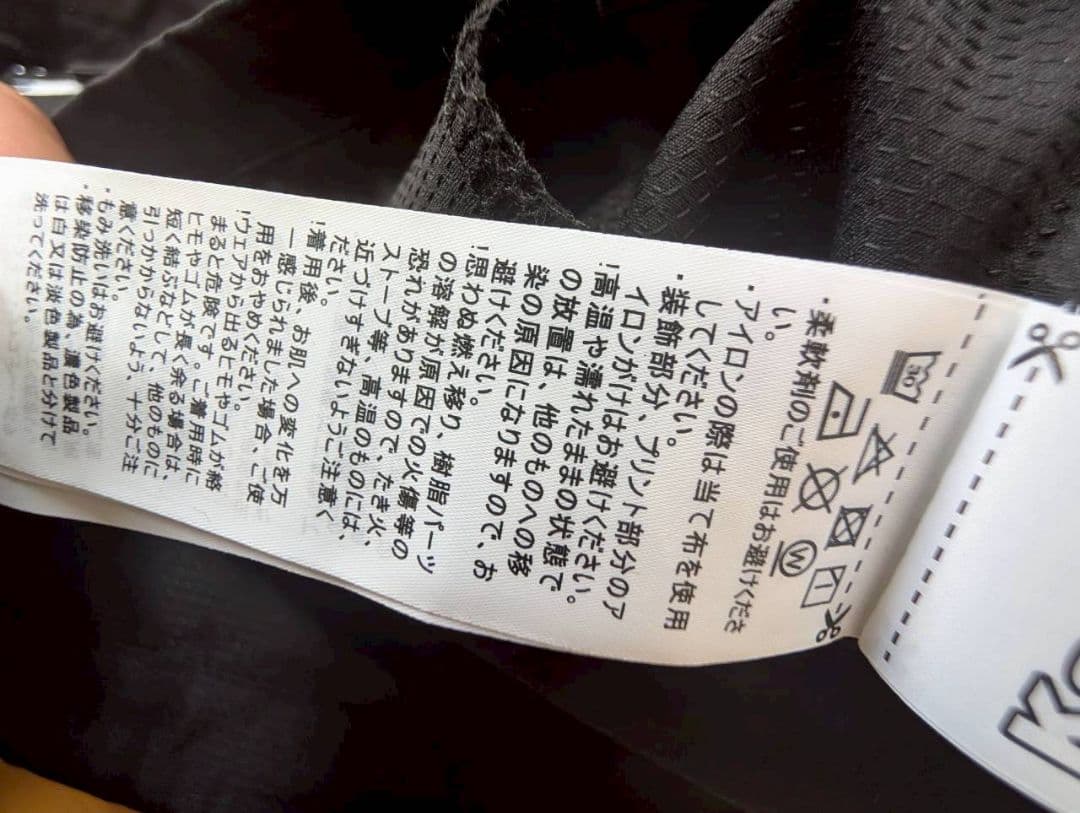 30
W
・柔軟剤のご使用はお避けくださ
い。
・アイロンの際は当て布を使用
してください。
・装飾部分、プリント部分のア
イロンがけはお避けください。
!高温や濡れたままの状態で
の放置は、他のものへの移
染の原因になりますので、お
避けください。
!思わぬ燃え移り、樹脂パーツ
の溶解が原因での火傷等の
恐れがありますので、たき火、
ストーブ等、高温のものには、
近づけすぎないようご注意く
ださい。
!着用後、お肌への変化を万
一感じられました場合、ご使
用をおやめください。
!ウェアから出るヒモやゴムが絡
まると危険です。ご着用時に
ヒモやゴムが長く余る場合は、
短く結ぶなどして、他のものに
引っかからないよう、十分ご注
意ください。
・もみ洗いはお避けください。
・移染防止の為、濃色製品
は白又は淡色製品と分けて
洗ってください。